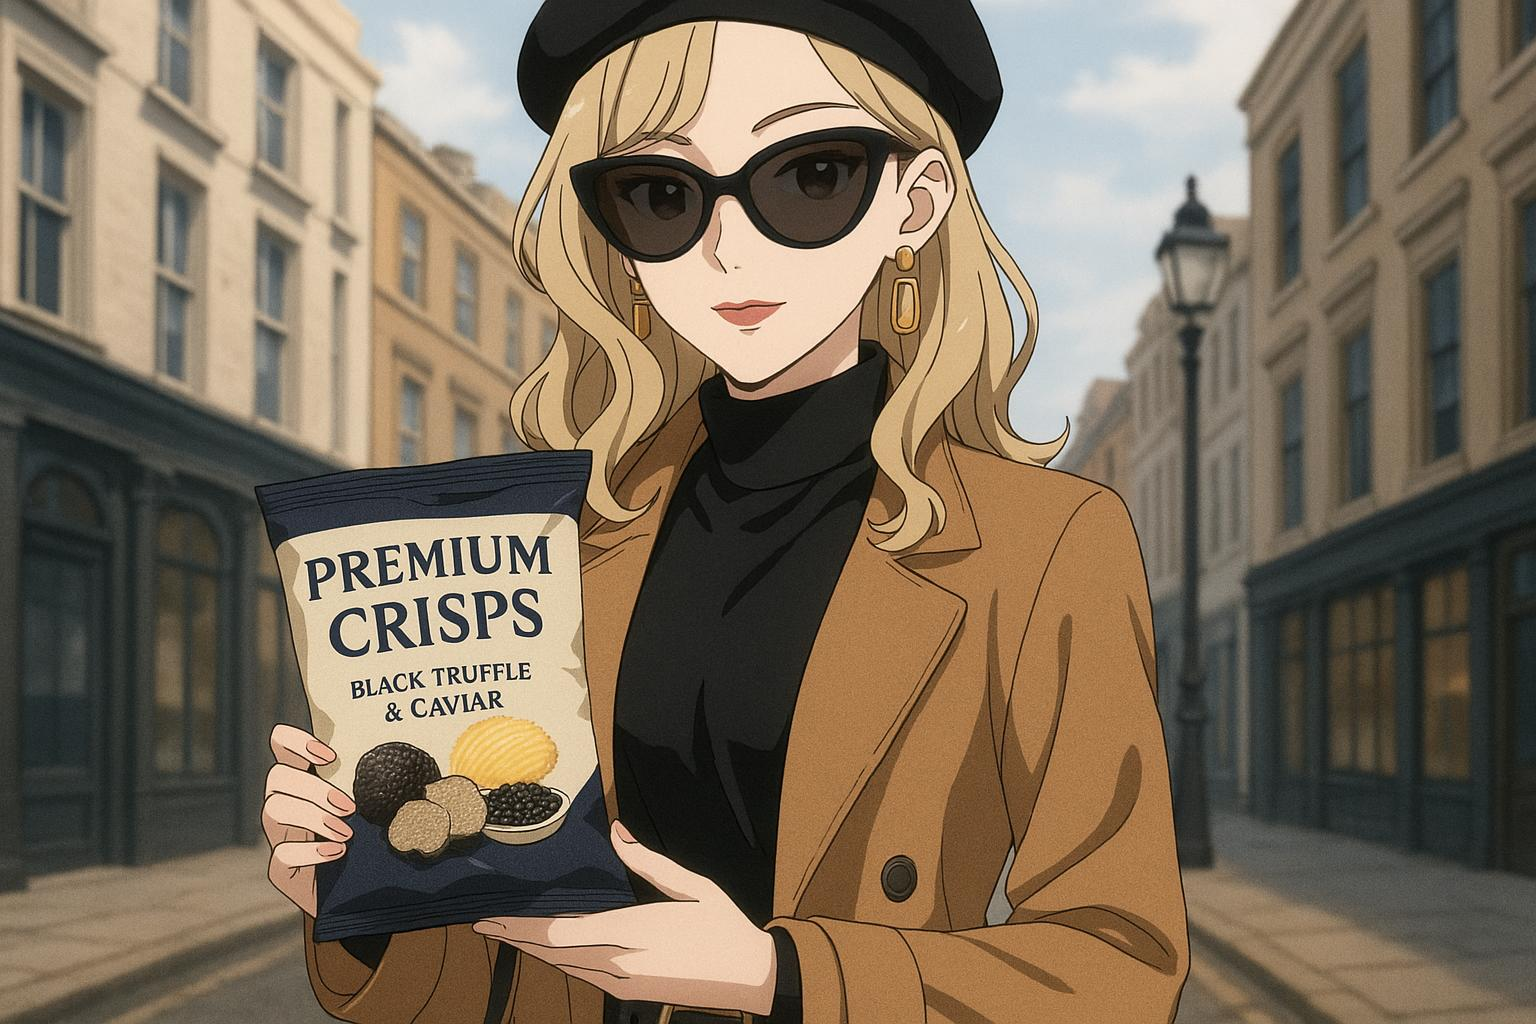 PREMIUM
CRISPS
BLACK TRUFFLE
& CAVIAR